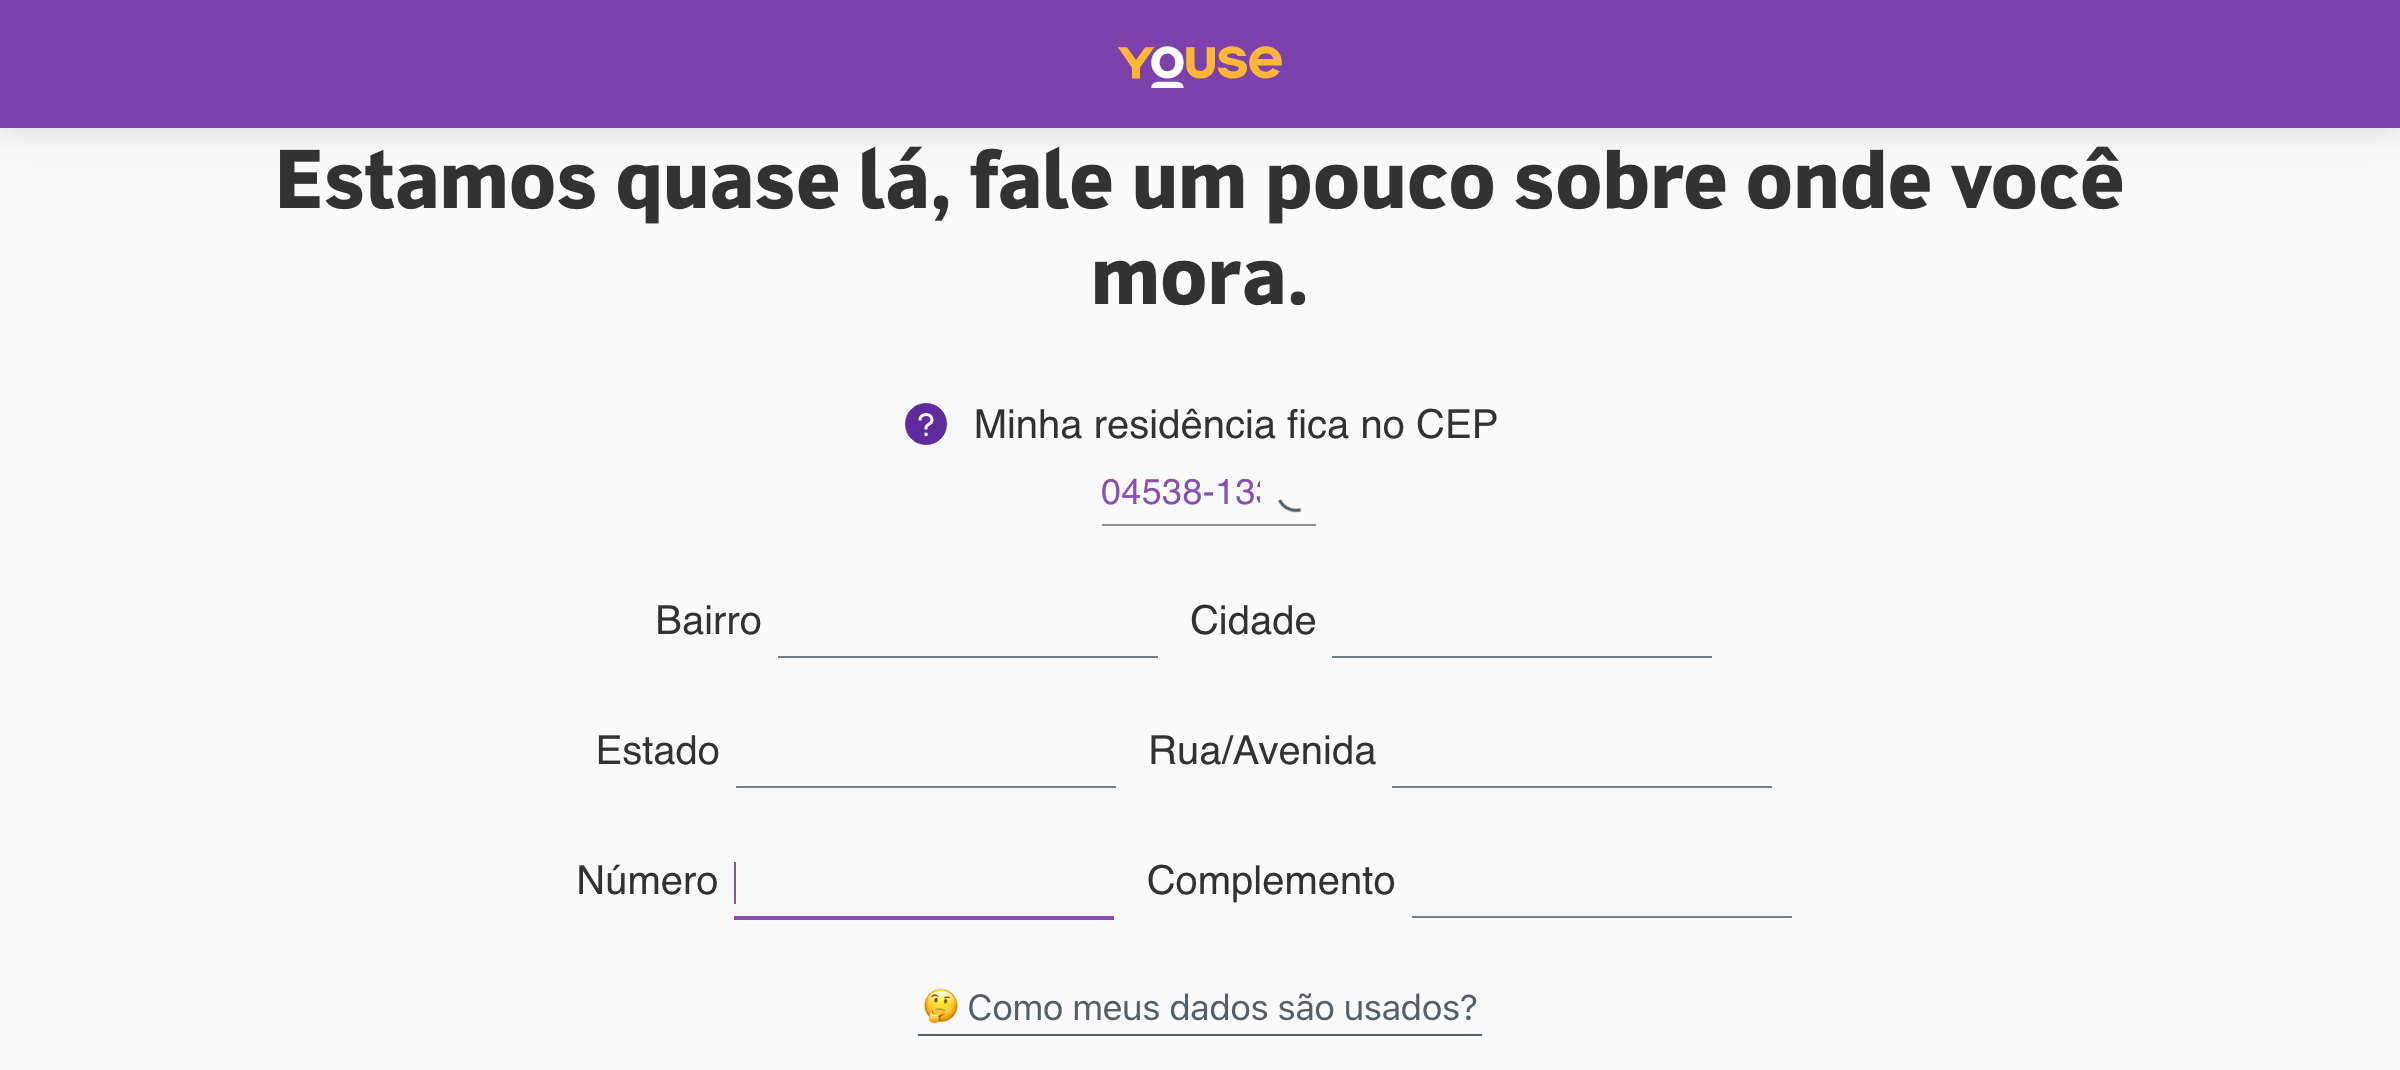 YOUSE
Estamos quase lá, fale um pouco sobre onde você
mora.
? Minha residência fica no CEP
04538-13
Bairro Cidade
Estado Rua/Avenida
Número Complemento
🤔 Como meus dados são usados?